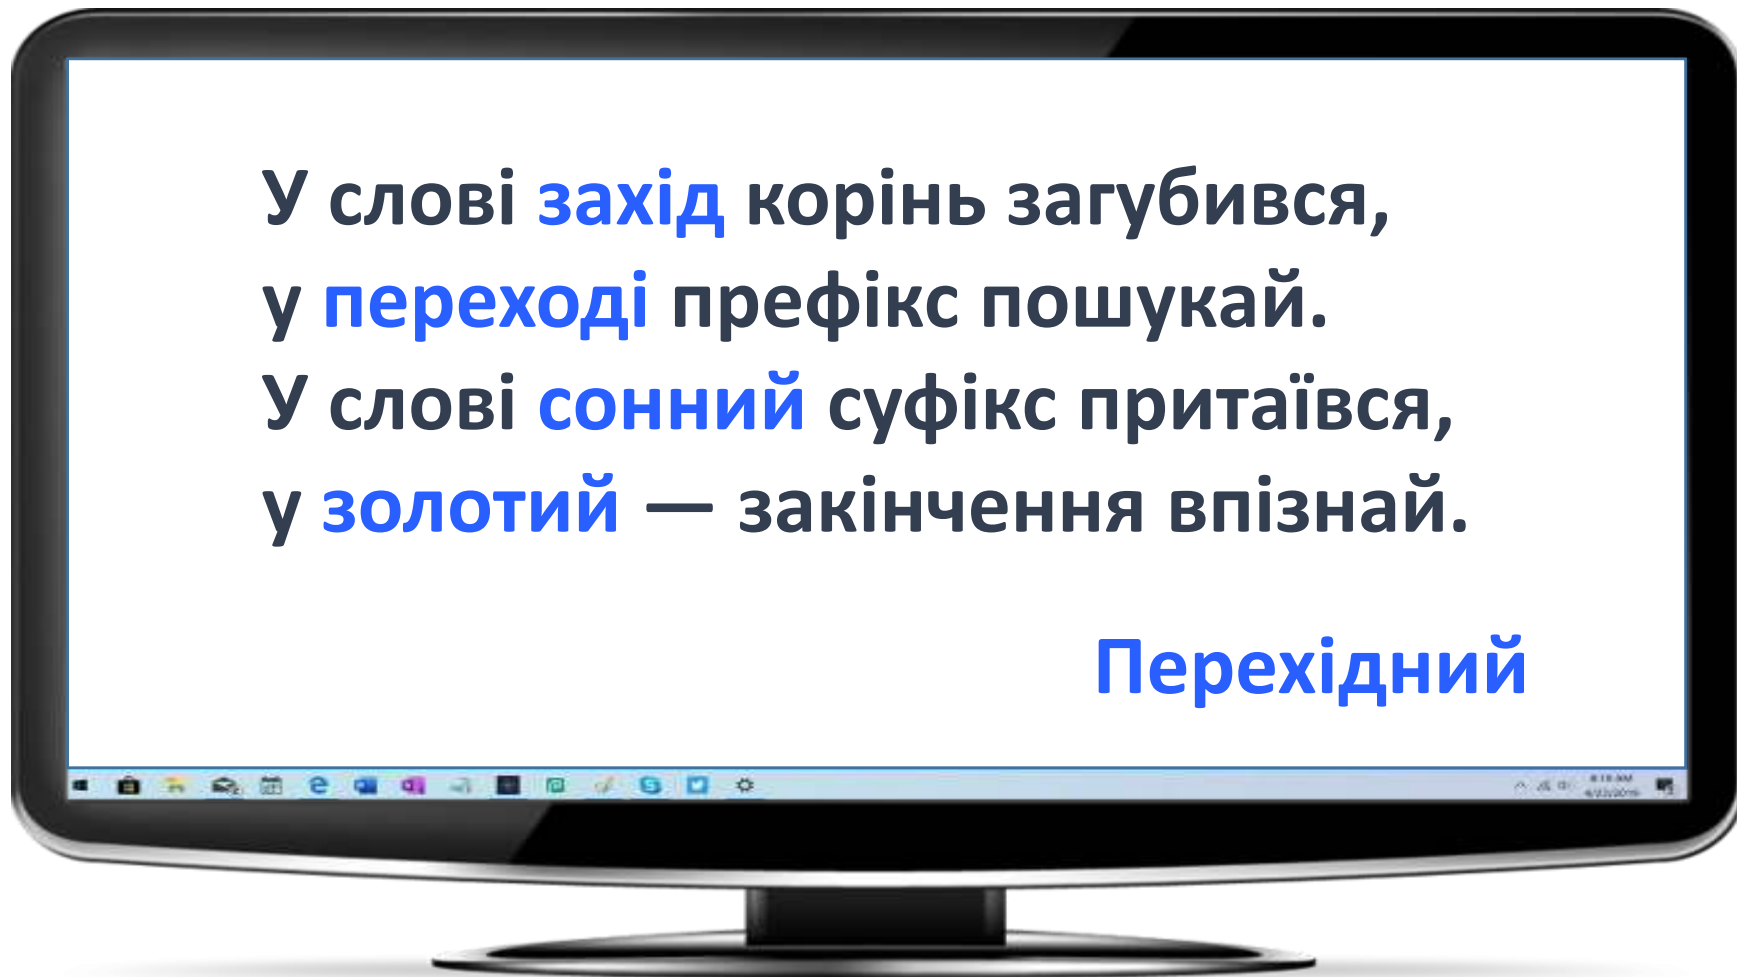 У слові захід корінь загубився,
у переході префікс пошукай.
У слові сонний суфікс притаївся,
у золотий — закінчення впізнай.
Перехідний